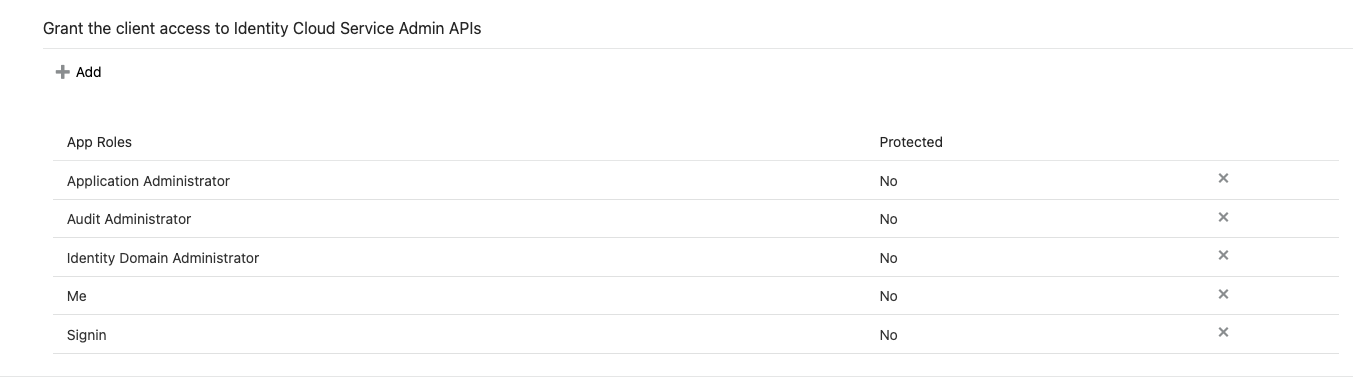 Grant the client access to Identity Cloud Service Admin APIs
Add
App Roles Protected
Application Administrator No
Audit Administrator No
Identity Domain Administrator No
Me No
Signin No